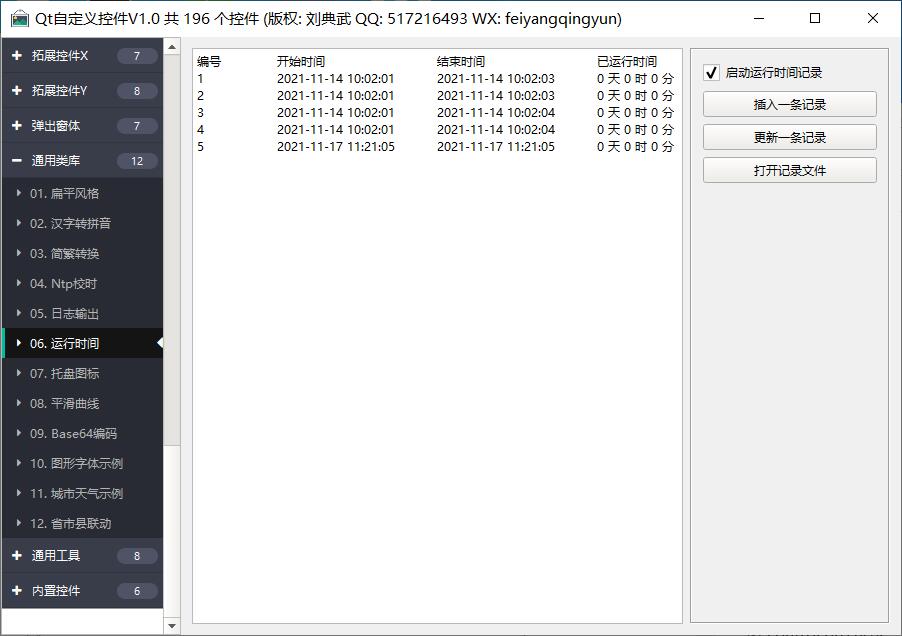 Qt自定义控件V1.0 共 196 个控件 (版权: 刘典武 QQ: 517216493 WX: feiyangqingyun)
拓展控件X 7
拓展控件Y 8
弹出窗体 7
通用类库 12
01. 扁平风格
02. 汉字转拼音
03. 简繁转换
04. Ntp校时
05. 日志输出
06. 运行时间
07. 托盘图标
08. 平滑曲线
09. Base64编码
10. 图形字体示例
11. 城市天气示例
12. 省市县联动
通用工具 8
内置控件 6
编号 开始时间 结束时间 已运行时间
1 2021-11-14 10:02:01 2021-11-14 10:02:03 0 天 0 时 0 分
2 2021-11-14 10:02:01 2021-11-14 10:02:03 0 天 0 时 0 分
3 2021-11-14 10:02:01 2021-11-14 10:02:04 0 天 0 时 0 分
4 2021-11-14 10:02:01 2021-11-14 10:02:04 0 天 0 时 0 分
5 2021-11-17 11:21:05 2021-11-17 11:21:05 0 天 0 时 0 分
启动运行时间记录
插入一条记录
更新一条记录
打开记录文件